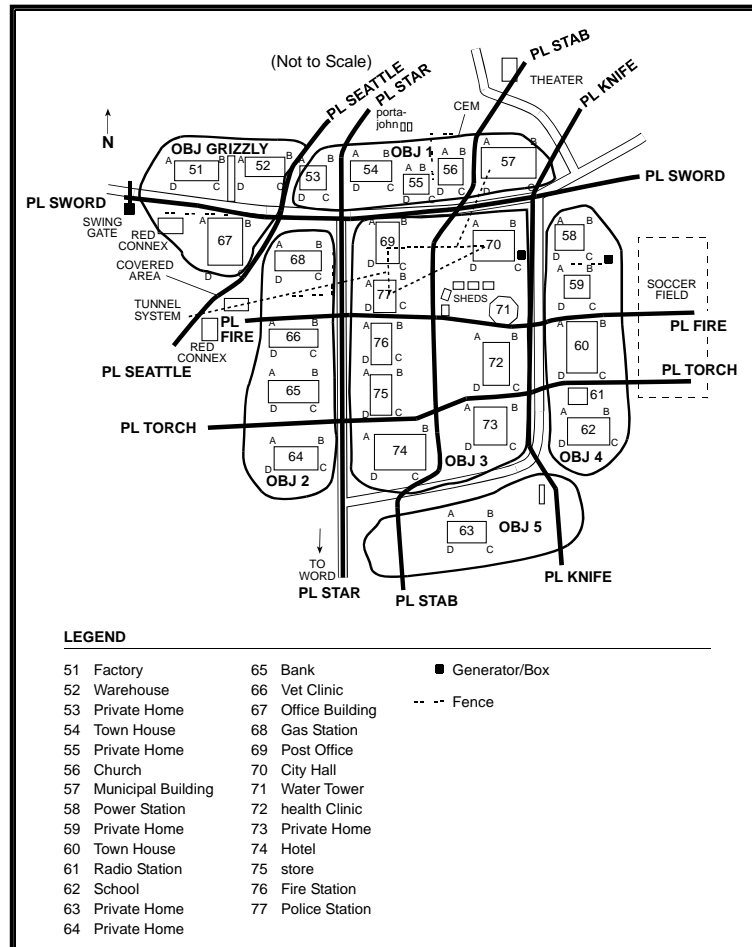 (Not to Scale)
PL STAB
PL SEATTLE
PL STAR
PL KNIFE
THEATER
porta-
john
CEM
N
OBJ GRIZZLY
OBJ 1
A B
51
D C
A B
52
D C
A B
53
D C
A B
54
D C
A B
55
D C
A B
56
D C
A B
57
D C
PL SWORD
PL SWORD
SWING
GATE
RED
CONNEX
A B
67
D C
COVERED
AREA
TUNNEL
SYSTEM
RED
CONNEX
PL SEATTLE
A B
68
D C
A B
69
D C
A B
70
D C
A B
58
D C
A B
59
D C
SOCCER
FIELD
A B
77
D C
SHEDS
71
PL
FIRE
PL FIRE
A B
66
D C
A B
76
D C
A B
72
D C
A B
60
D C
PL TORCH
PL TORCH
A B
65
D C
A B
75
D C
61
A B
64
D C
OBJ 2
A B
74
D C
A B
73
D C
OBJ 3
A B
62
D C
OBJ 4
A B
63
D C
OBJ 5
TO
WORD
PL STAR
PL STAB
PL KNIFE
LEGEND
51 Factory
52 Warehouse
53 Private Home
54 Town House
55 Private Home
56 Church
57 Municipal Building
58 Power Station
59 Private Home
60 Town House
61 Radio Station
62 School
63 Private Home
64 Private Home
65 Bank
66 Vet Clinic
67 Office Building
68 Gas Station
69 Post Office
70 City Hall
71 Water Tower
72 health Clinic
73 Private Home
74 Hotel
75 store
76 Fire Station
77 Police Station
Generator/Box
Fence